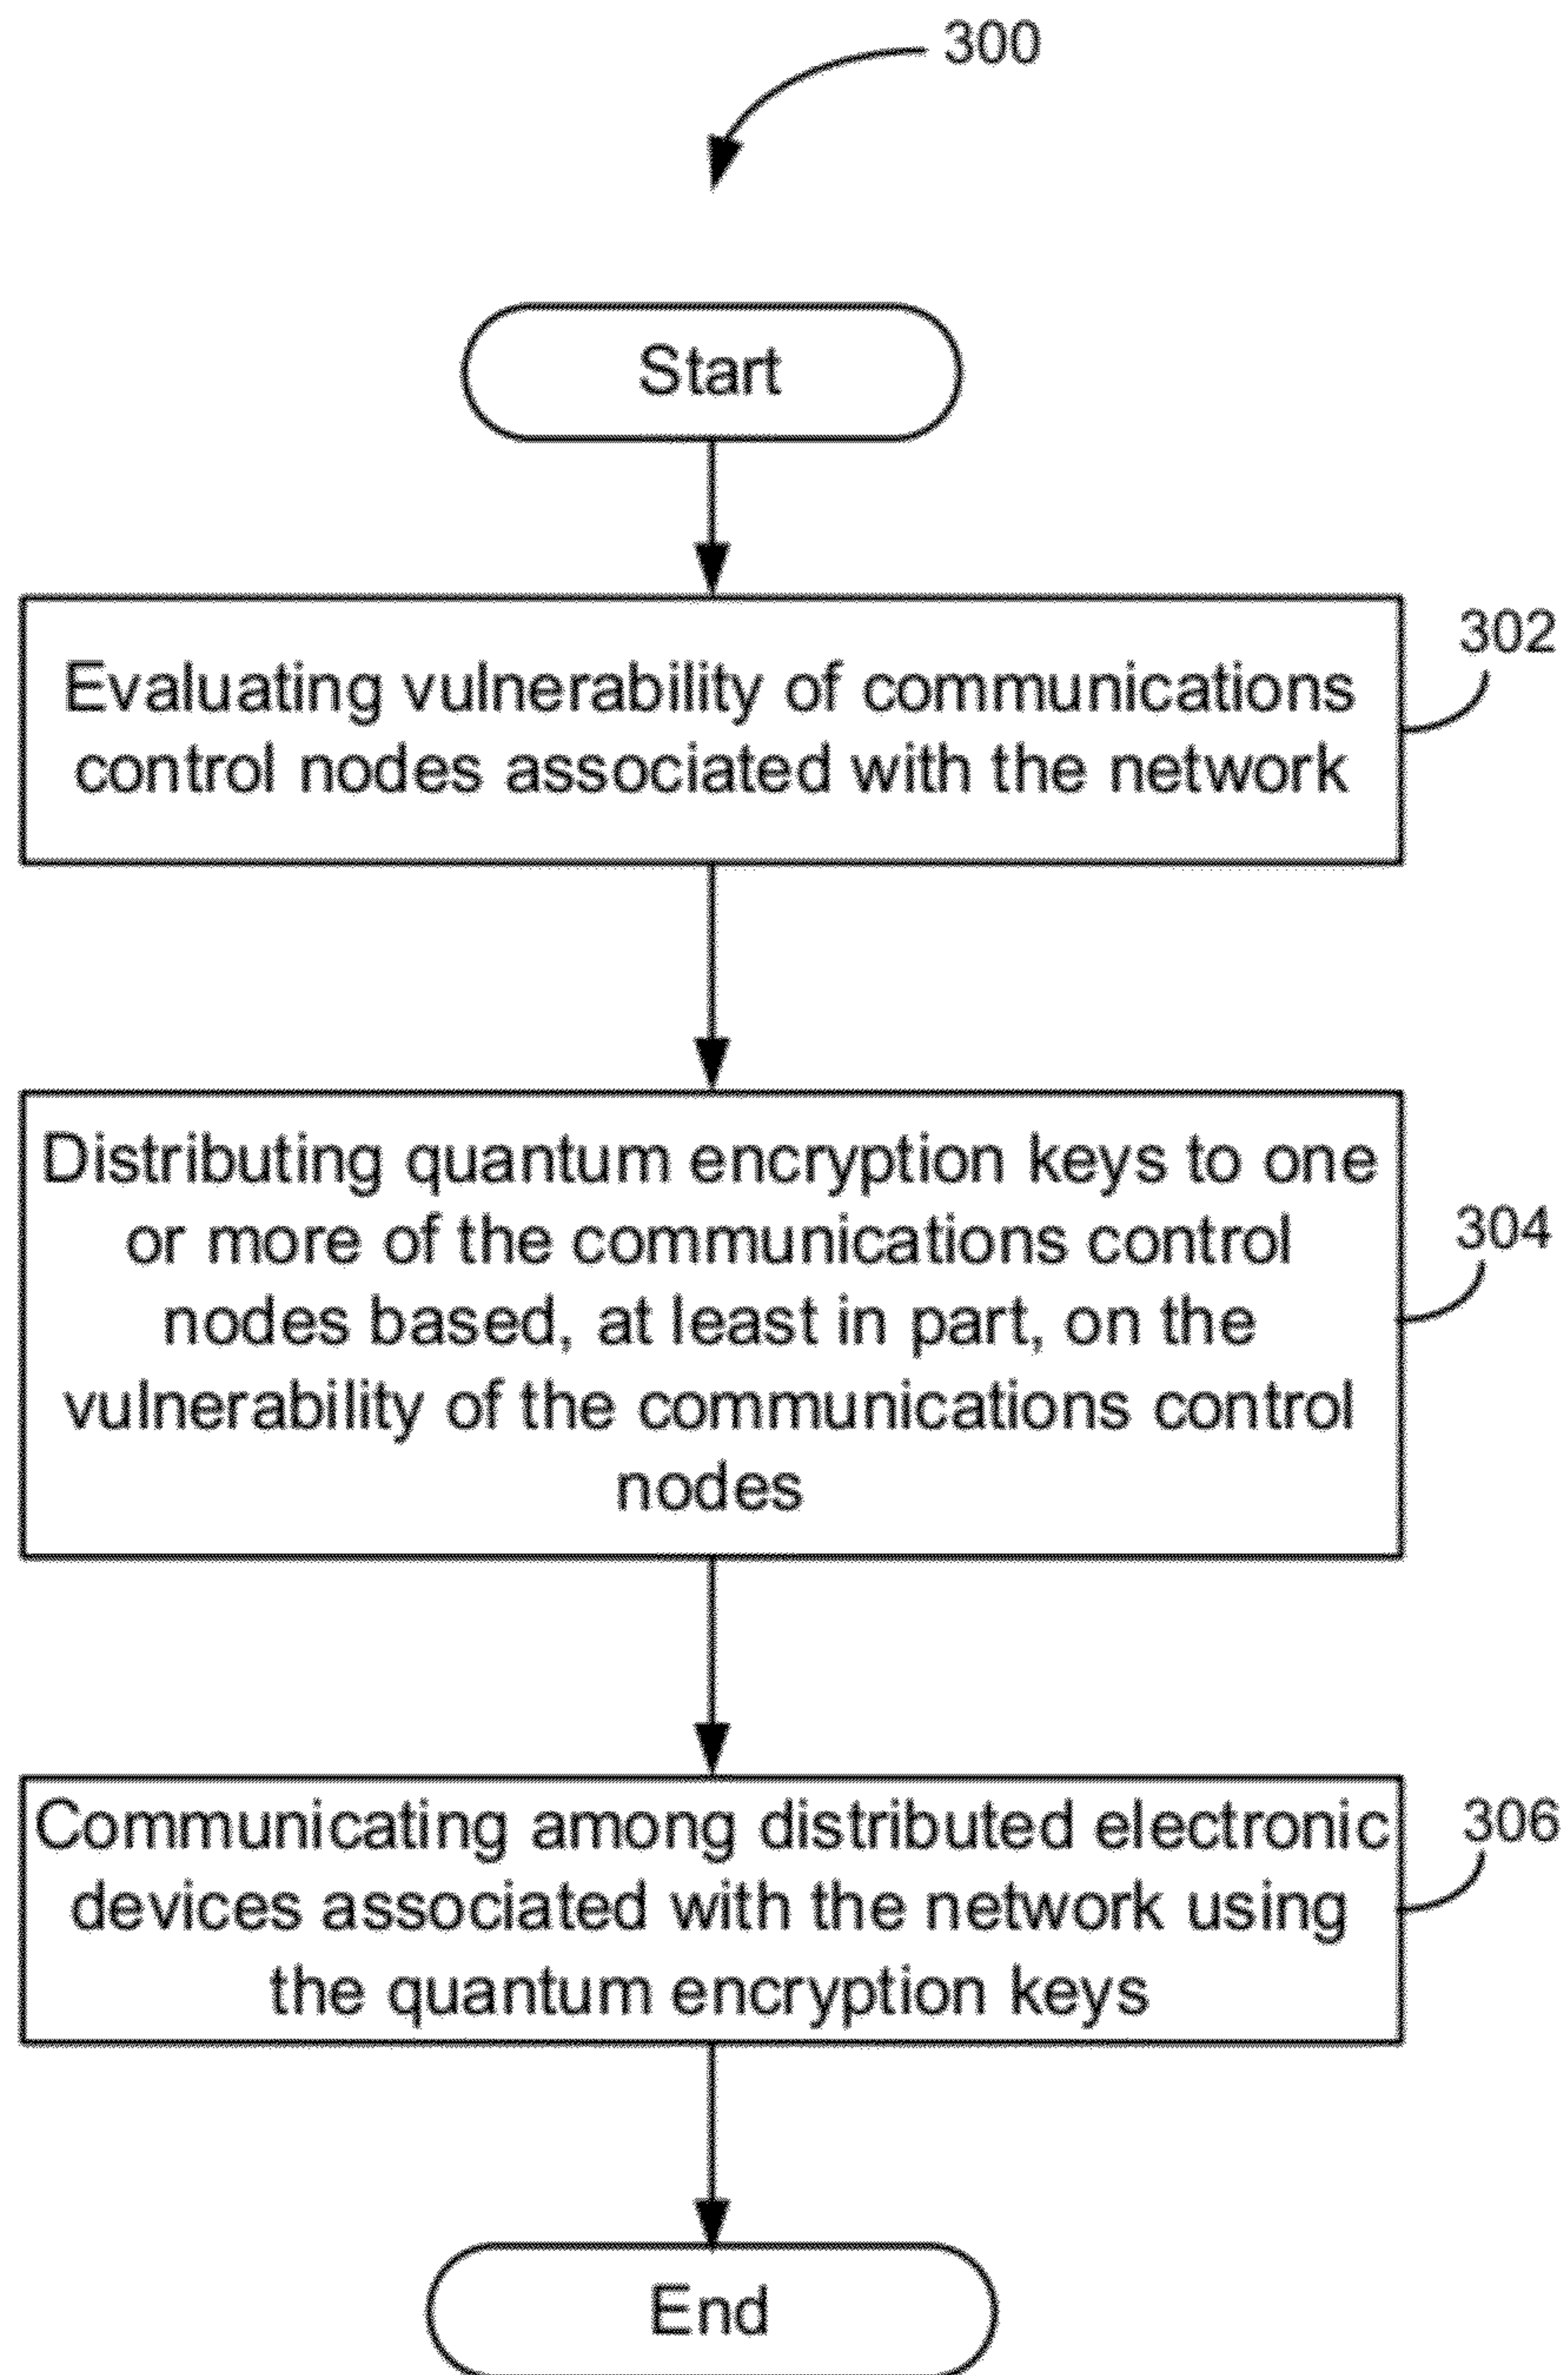 300
Start
302
Evaluating vulnerability of communications
control nodes associated with the network
304
Distributing quantum encryption keys to one
or more of the communications control
nodes based, at least in part, on the
vulnerability of the communications control
nodes
306
Communicating among distributed electronic
devices associated with the network using
the quantum encryption keys
End